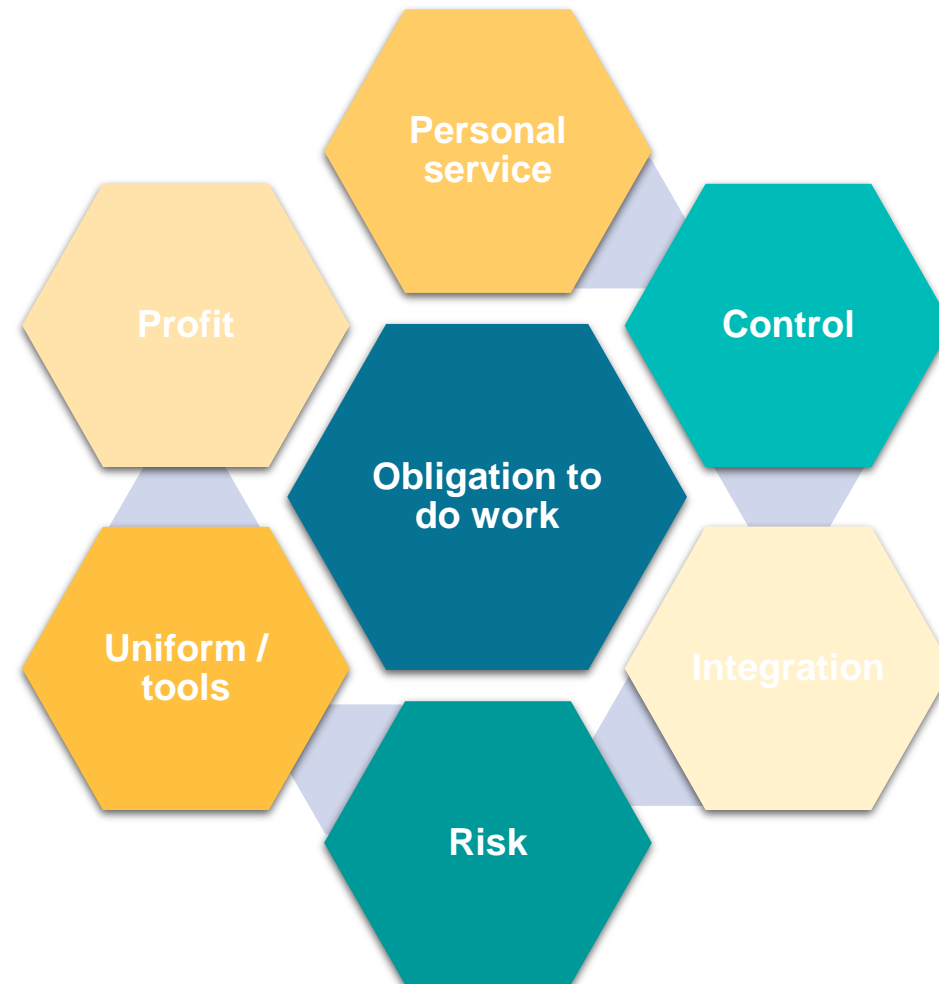 Personal
service
Control
Profit
Obligation to
do work
Uniform /
tools
Integration
Risk